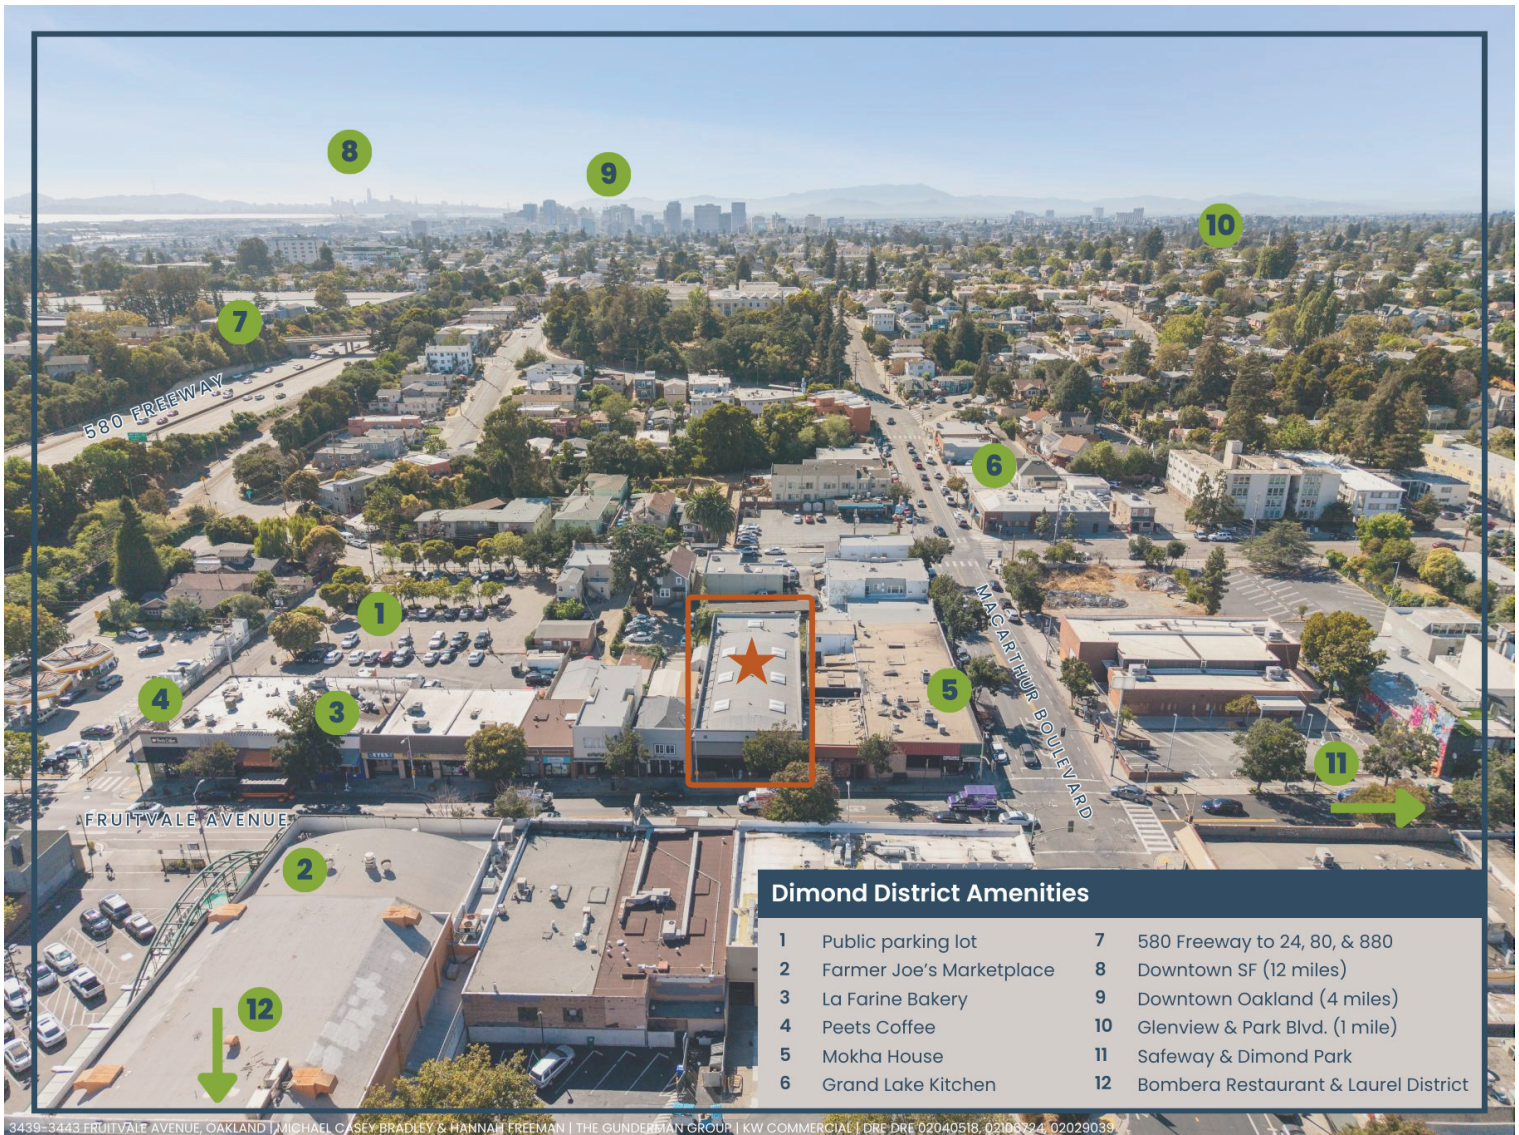 8
9
10
7
580 FREEWAY
6
MACARTHUR BOULEVARD
1
5
4
3
11
FRUITVALE AVENUE
2
12
Dimond District Amenities
1 Public parking lot
2 Farmer Joe's Marketplace
3 La Farine Bakery
4 Peets Coffee
5 Mokha House
6 Grand Lake Kitchen
7 580 Freeway to 24, 80, & 880
8 Downtown SF (12 miles)
9 Downtown Oakland (4 miles)
10 Glenview & Park Blvd. (1 mile)
11 Safeway & Dimond Park
12 Bombera Restaurant & Laurel District
3439-3443 FRUITVALE AVENUE, OAKLAND | MICHAEL CASEY BRADLEY & HANNAH FREEMAN | THE GUNDERMAN GROUP | KW COMMERCIAL | DRE DRE 02040518, 02106724, 02029039